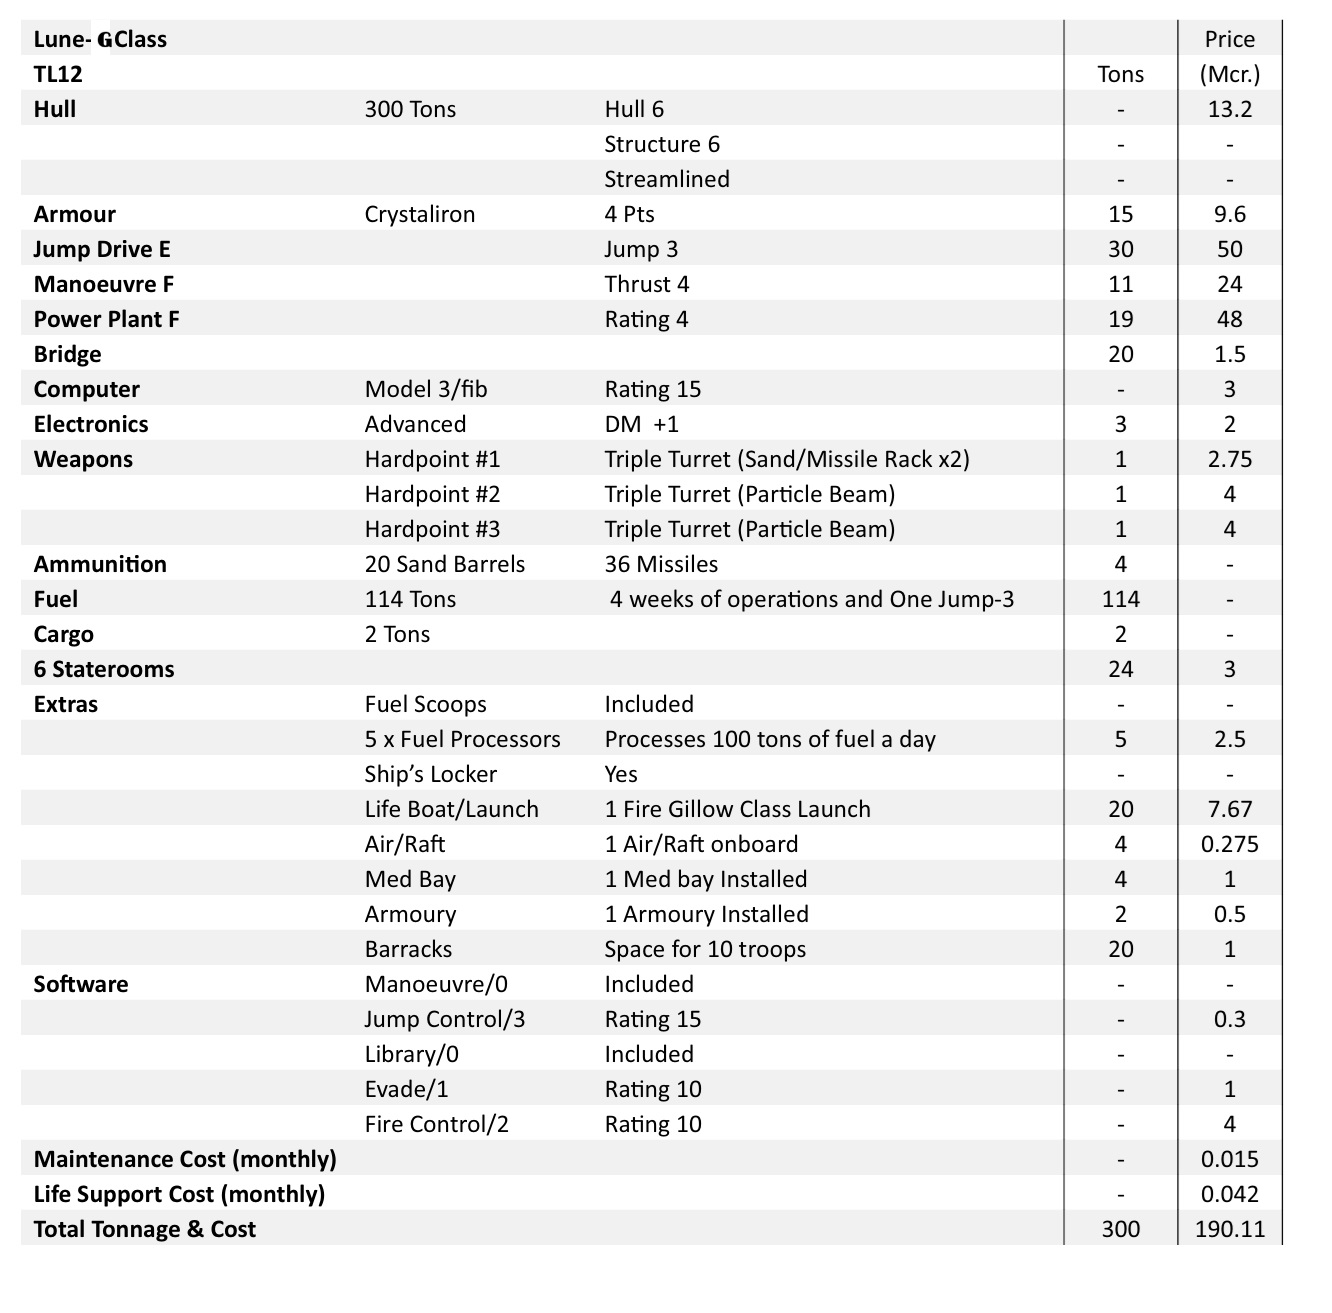 Lune- GClass Price
TL12 Tons (Mcr.)
Hull 300 Tons Hull 6 - 13.2
Structure 6 - -
Streamlined - -
Armour Crystaliron 4 Pts 15 9.6
Jump Drive E Jump 3 30 50
Manoeuvre F Thrust 4 11 24
Power Plant F Rating 4 19 48
Bridge 20 1.5
Computer Model 3/fib Rating 15 - 3
Electronics Advanced DM  +1 3 2
Weapons Hardpoint #1 Triple Turret (Sand/Missile Rack x2) 1 2.75
Hardpoint #2 Triple Turret (Particle Beam) 1 4
Hardpoint #3 Triple Turret (Particle Beam) 1 4
Ammunition 20 Sand Barrels 36 Missiles 4 -
Fuel 114 Tons 4 weeks of operations and One Jump-3 114 -
Cargo 2 Tons 2 -
6 Staterooms 24 3
Extras Fuel Scoops Included - -
5 x Fuel Processors Processes 100 tons of fuel a day 5 2.5
Ship’s Locker Yes - -
Life Boat/Launch 1 Fire Gillow Class Launch 20 7.67
Air/Raft 1 Air/Raft onboard 4 0.275
Med Bay 1 Med bay Installed 4 1
Armoury 1 Armoury Installed 2 0.5
Barracks Space for 10 troops 20 1
Software Manoeuvre/0 Included - -
Jump Control/3 Rating 15 - 0.3
Library/0 Included - -
Evade/1 Rating 10 - 1
Fire Control/2 Rating 10 - 4
Maintenance Cost (monthly) - 0.015
Life Support Cost (monthly) - 0.042
Total Tonnage & Cost 300 190.11